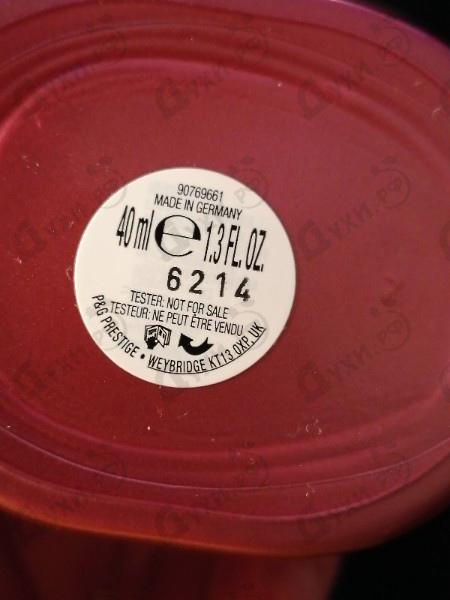 90769661
MADE IN GERMANY
40 ml ℮ 1.3 FL. OZ.
6214
TESTER: NOT FOR SALE
TESTEUR: NE PEUT ÊTRE VENDU
P&G PRESTIGE • WEYBRIDGE KT13 0XP, UK